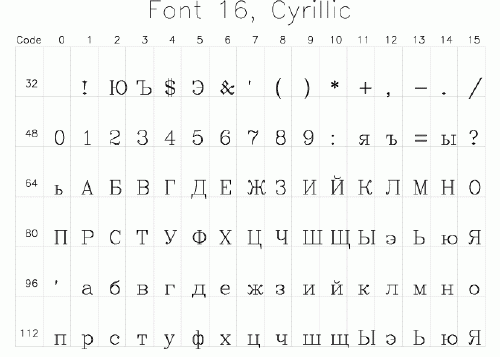 Font 16, Cyrillic
Code 0 1 2 3 4 5 6 7 8 9 10 11 12 13 14 15
32 ! Ю Ъ $ Э & ' ( ) * + , - . /
48 0 1 2 3 4 5 6 7 8 9 : я ъ = ы ?
64 ь А Б В Г Д Е Ж З И Й К Л М Н О
80 П Р С Т У Ф Х Ц Ч Ш Щ Ы э Ь ю Я
96 ' а б в г д е ж з и й к л м н о
112 п р с т у ф х ц ч ш щ Ы э Ь ю Я